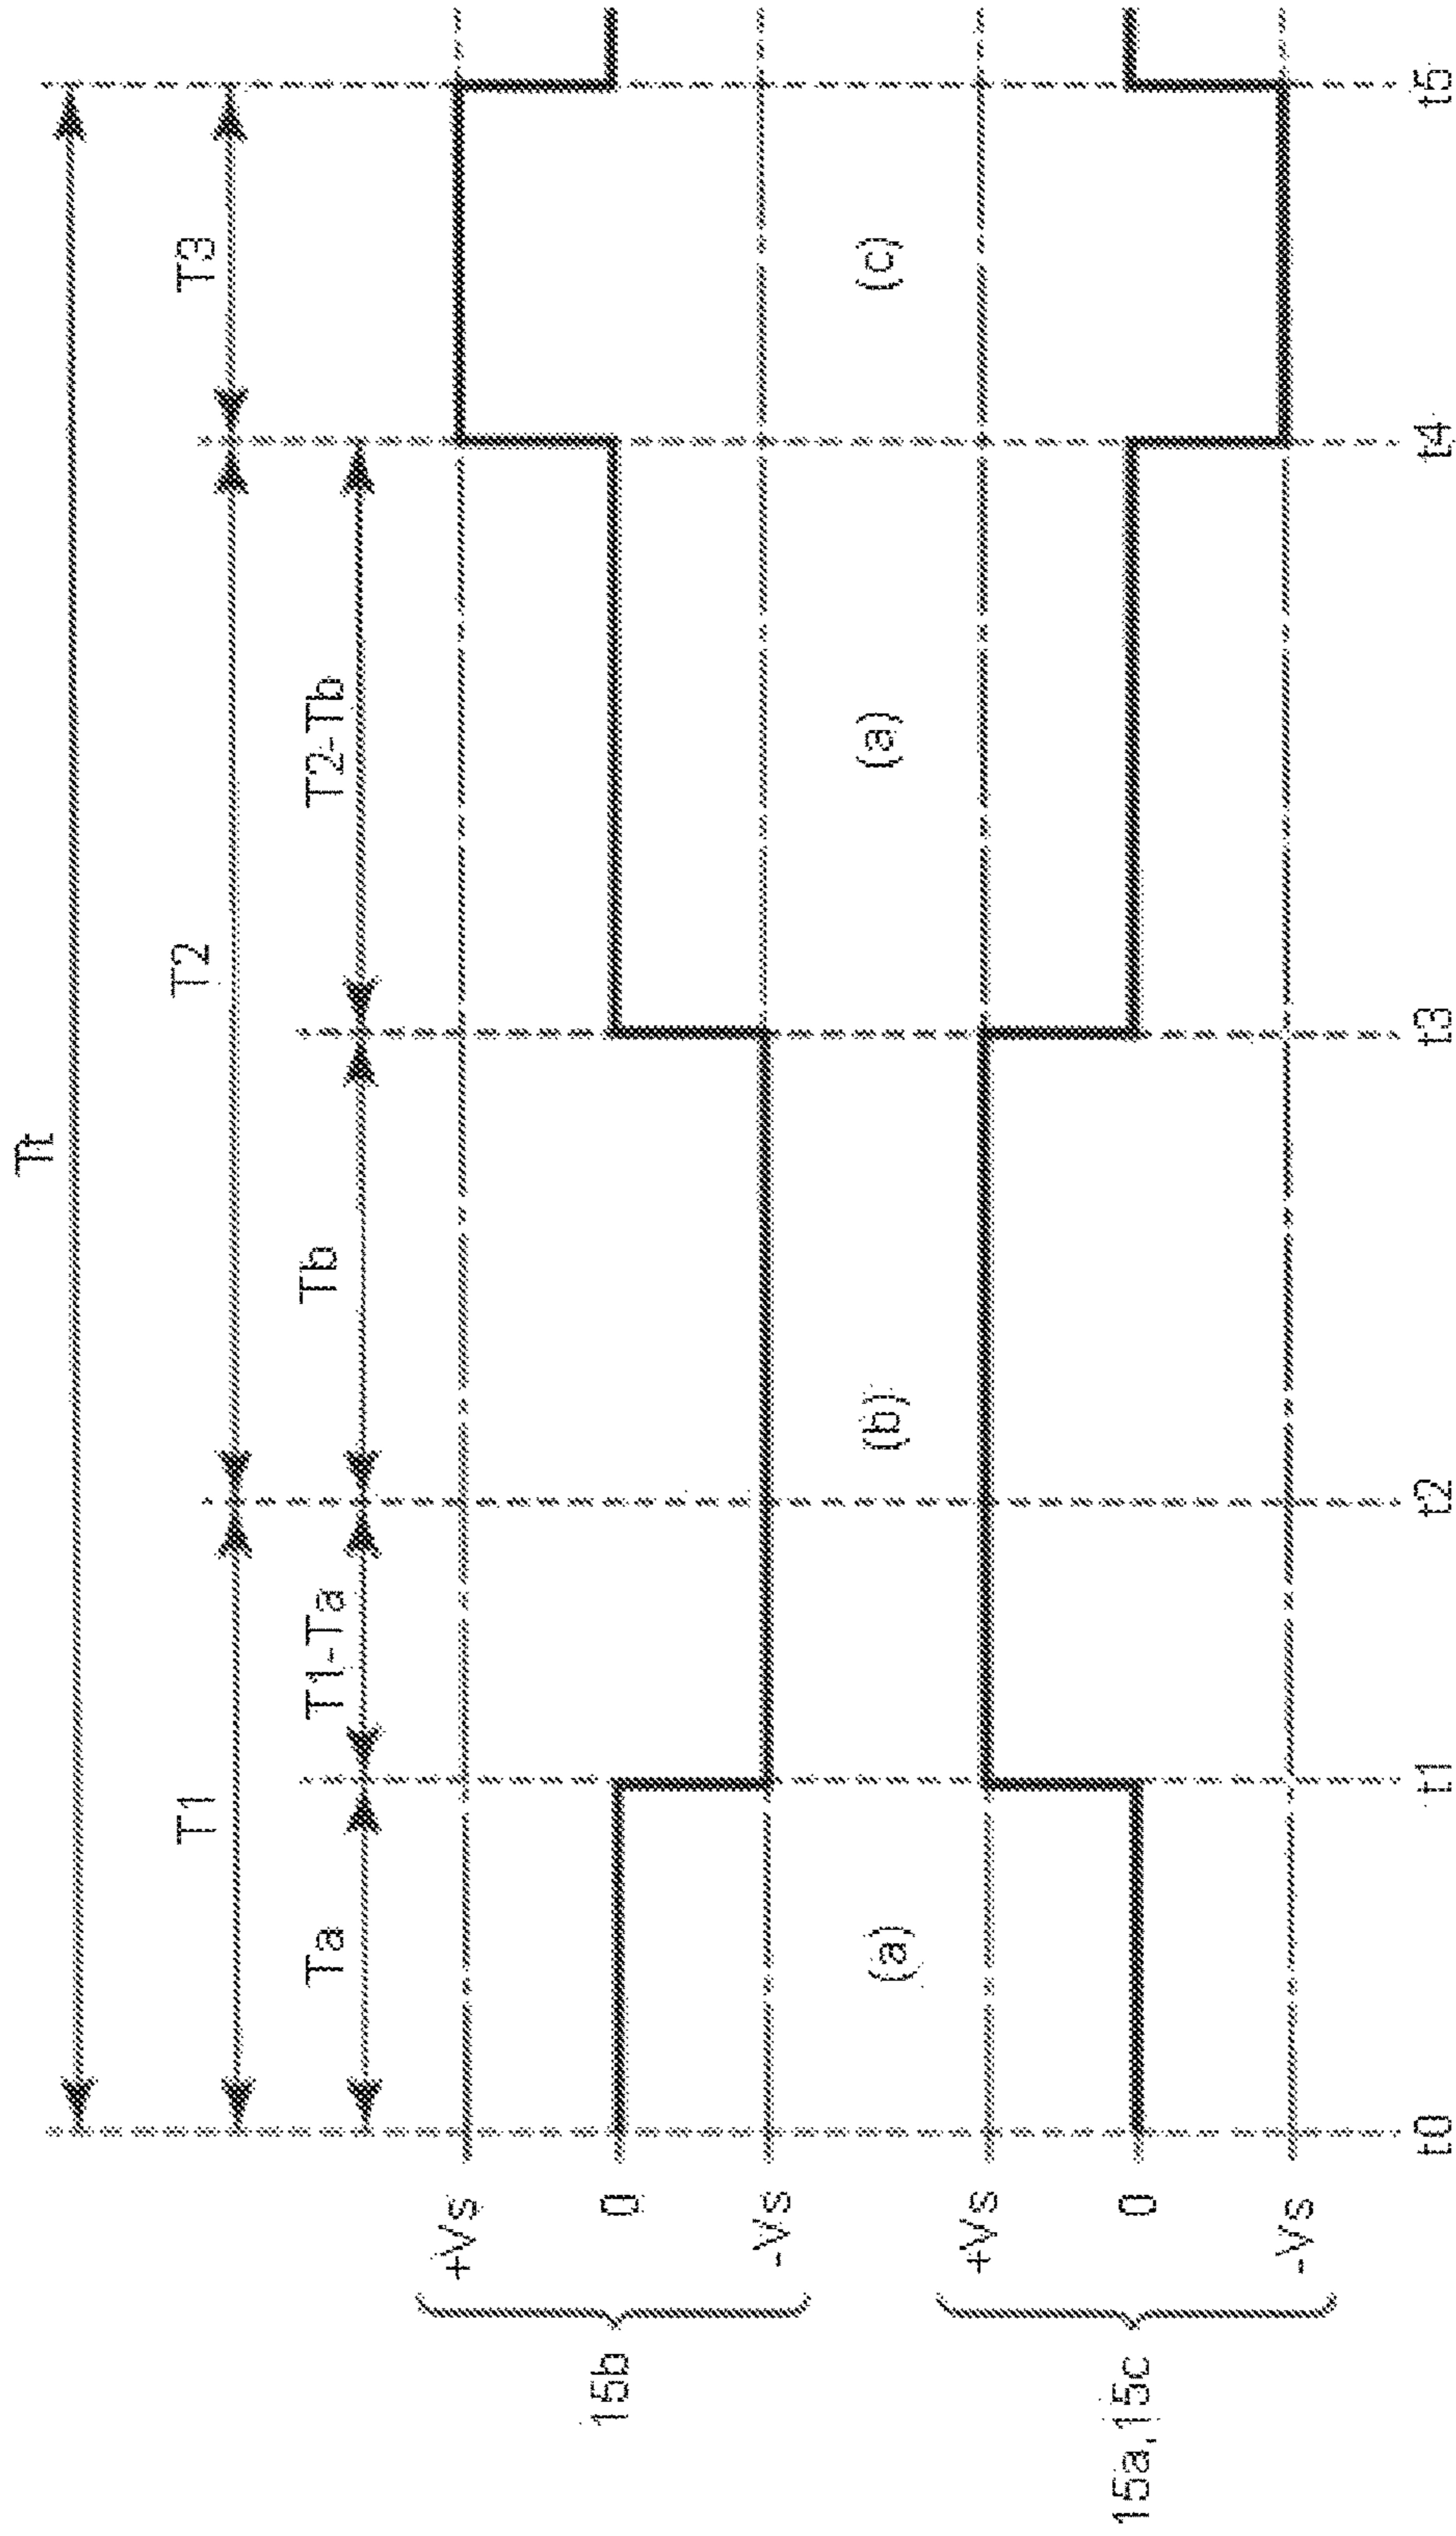 Tt
T1
T2
T3
Ta
T1-Ta
Tb
T2-Tb
+Vs
15b
0
-Vs
(a)
(b)
(a)
(c)
+Vs
15a,15c
0
-Vs
t0
t1
t2
t3
t4
t5